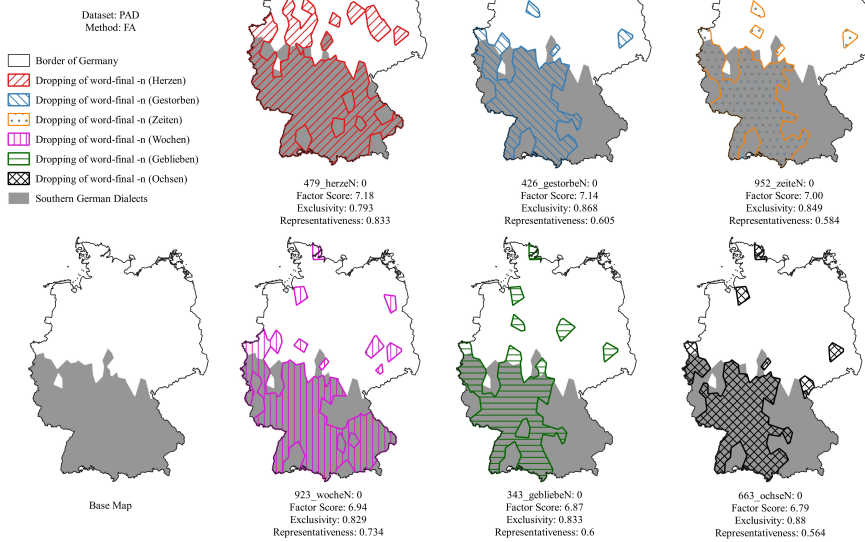 Dataset: PAD
Method: FA
Border of Germany
Dropping of word-final -n (Herzen)
Dropping of word-final -n (Gestorben)
Dropping of word-final -n (Zeiten)
Dropping of word-final -n (Wochen)
Dropping of word-final -n (Geblieben)
Dropping of word-final -n (Ochsen)
Southern German Dialects
479_herzeN: 0
Factor Score: 7.18
Exclusivity: 0.793
Representativeness: 0.833
426_gestorbeN: 0
Factor Score: 7.14
Exclusivity: 0.868
Representativeness: 0.605
952_zeiteN: 0
Factor Score: 7.00
Exclusivity: 0.849
Representativeness: 0.584
Base Map
923_wocheN: 0
Factor Score: 6.94
Exclusivity: 0.829
Representativeness: 0.734
343_gebliebeN: 0
Factor Score: 6.87
Exclusivity: 0.833
Representativeness: 0.6
663_ochseN: 0
Factor Score: 6.79
Exclusivity: 0.88
Representativeness: 0.564